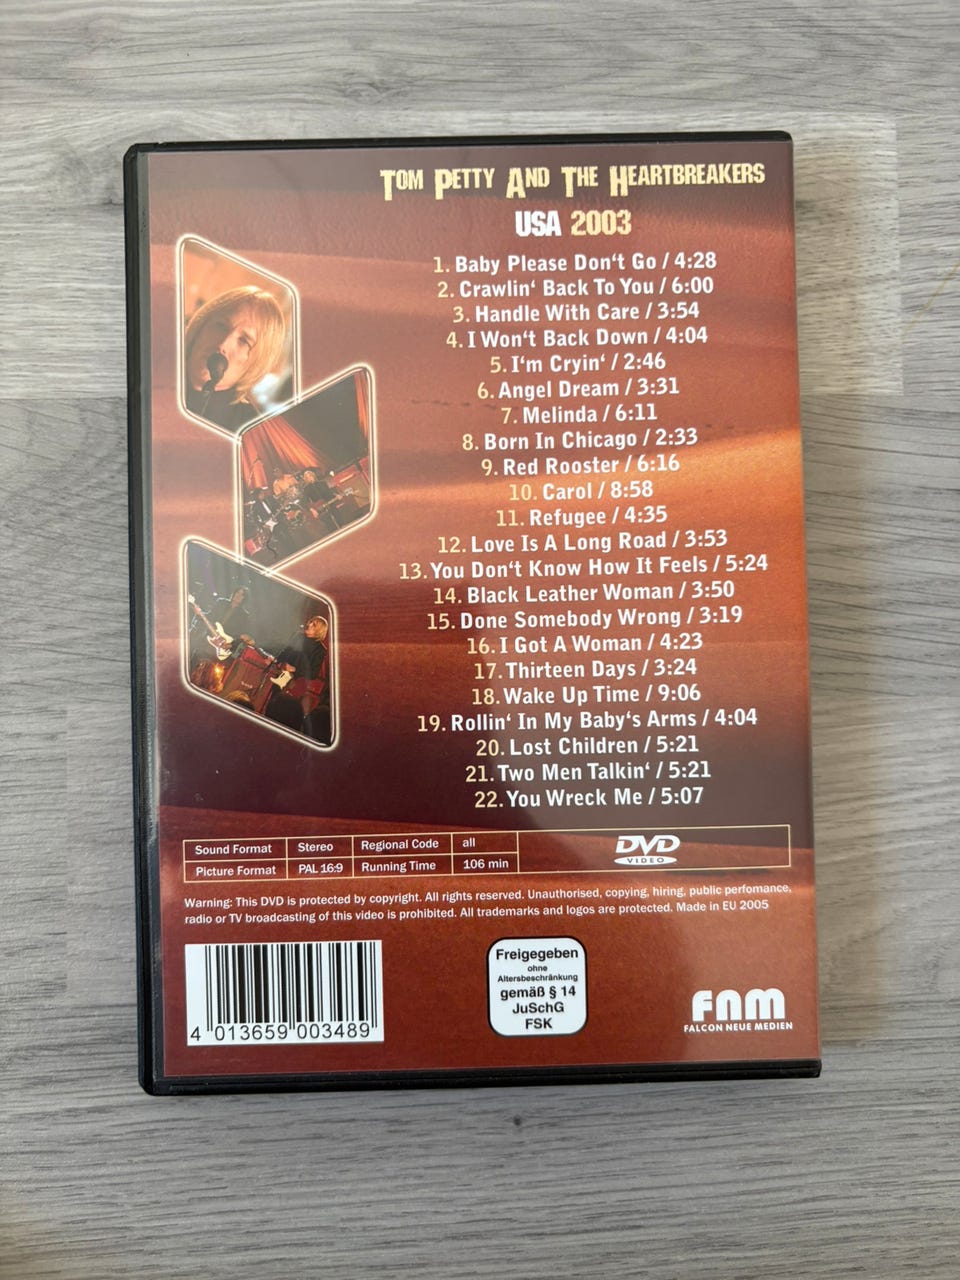 Tom Petty And The Heartbreakers
USA 2003
1. Baby Please Don‘t Go / 4:28
2. Crawlin‘ Back To You / 6:00
3. Handle With Care / 3:54
4. I Won‘t Back Down / 4:04
5. I‘m Cryin‘ / 2:46
6. Angel Dream / 3:31
7. Melinda / 6:11
8. Born In Chicago / 2:33
9. Red Rooster / 6:16
10. Carol / 8:58
11. Refugee / 4:35
12. Love Is A Long Road / 3:53
13. You Don‘t Know How It Feels / 5:24
14. Black Leather Woman / 3:50
15. Done Somebody Wrong / 3:19
16. I Got A Woman / 4:23
17. Thirteen Days / 3:24
18. Wake Up Time / 9:06
19. Rollin‘ In My Baby‘s Arms / 4:04
20. Lost Children / 5:21
21. Two Men Talkin‘ / 5:21
22. You Wreck Me / 5:07
Sound Format Stereo Regional Code all
Picture Format PAL 16:9 Running Time 106 min
DVD
VIDEO
Warning: This DVD is protected by copyright. All rights reserved. Unauthorised, copying, hiring, public perfomance,
radio or TV broadcasting of this video is prohibited. All trademarks and logos are protected. Made in EU 2005
4 013659 003489
Freigegeben
ohne
Altersbeschränkung
gemäß § 14
JuSchG
FSK
FNM
FALCON NEUE MEDIEN